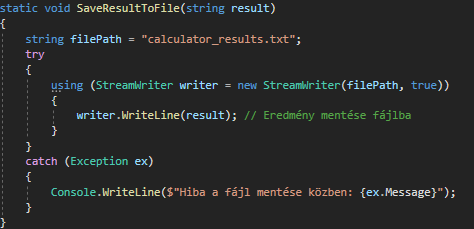 static void SaveResultToFile(string result)
{
    string filePath = "calculator_results.txt";
    try
    {
        using (StreamWriter writer = new StreamWriter(filePath, true))
        {
            writer.WriteLine(result); // Eredmény mentése fájlba
        }
    }
    catch (Exception ex)
    {
        Console.WriteLine($"Hiba a fájl mentése közben: {ex.Message}");
    }
}